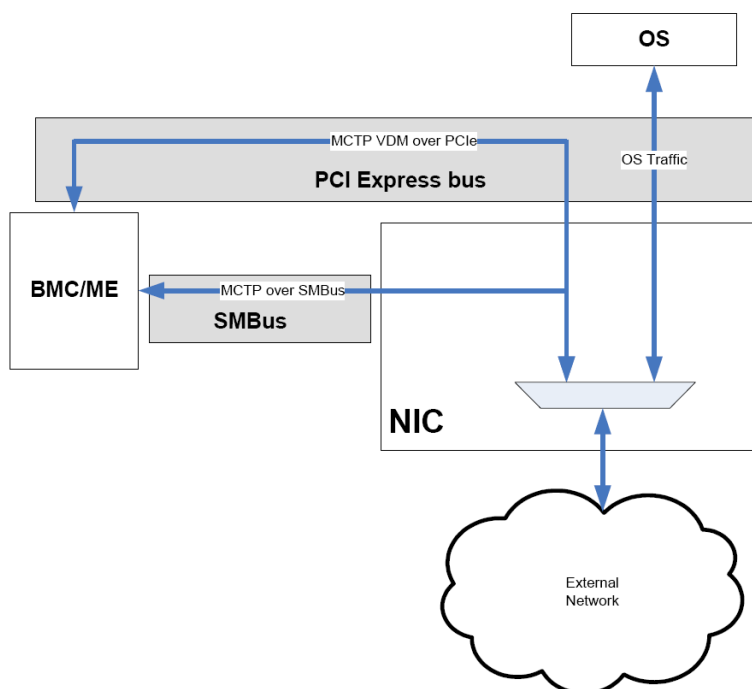 OS
MCTP VDM over PCIe
OS Traffic
PCI Express bus
BMC/ME
MCTP over SMBus
SMBus
NIC
External
Network